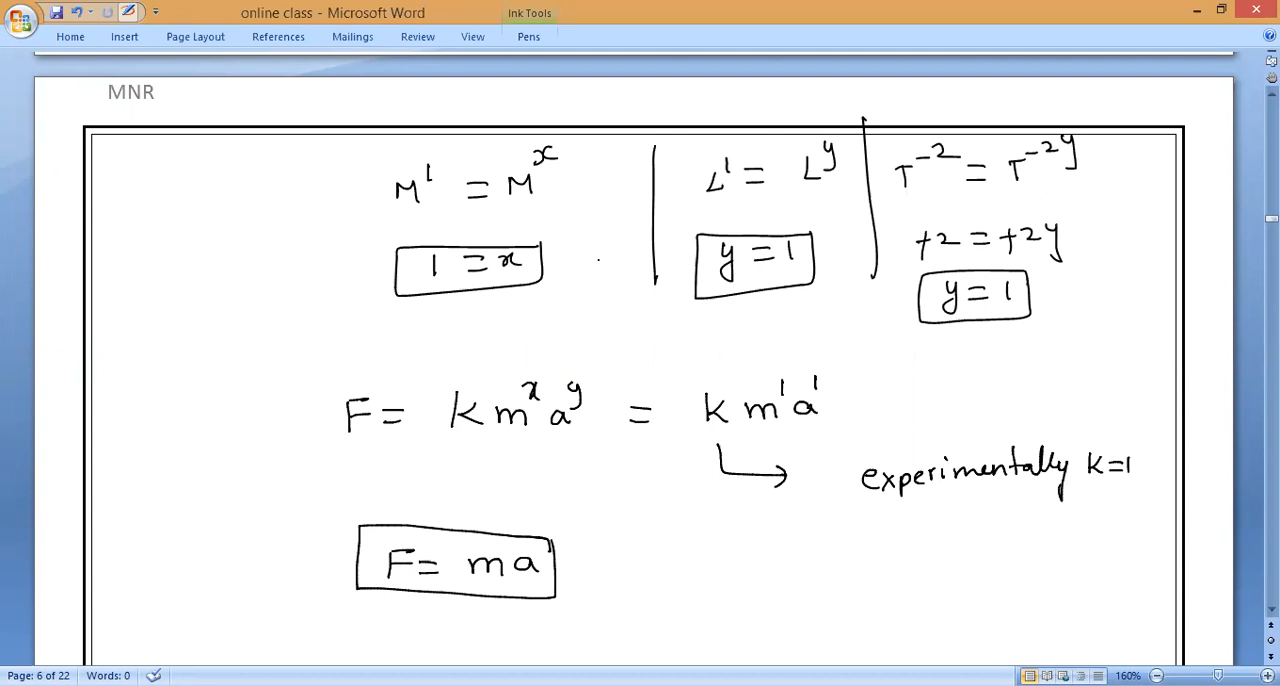 online class - Microsoft Word
Ink Tools
Home Insert Page Layout References Mailings Review View Pens
MNR
M¹ = Mˣ
L¹ = Lʸ
T⁻² = T⁻²ʸ
1 = x
y = 1
+2 = +2y
y = 1
F = K mˣ aʸ = K m¹ a¹
experimentally K=1
F = ma
Page: 6 of 22 Words: 0 160%